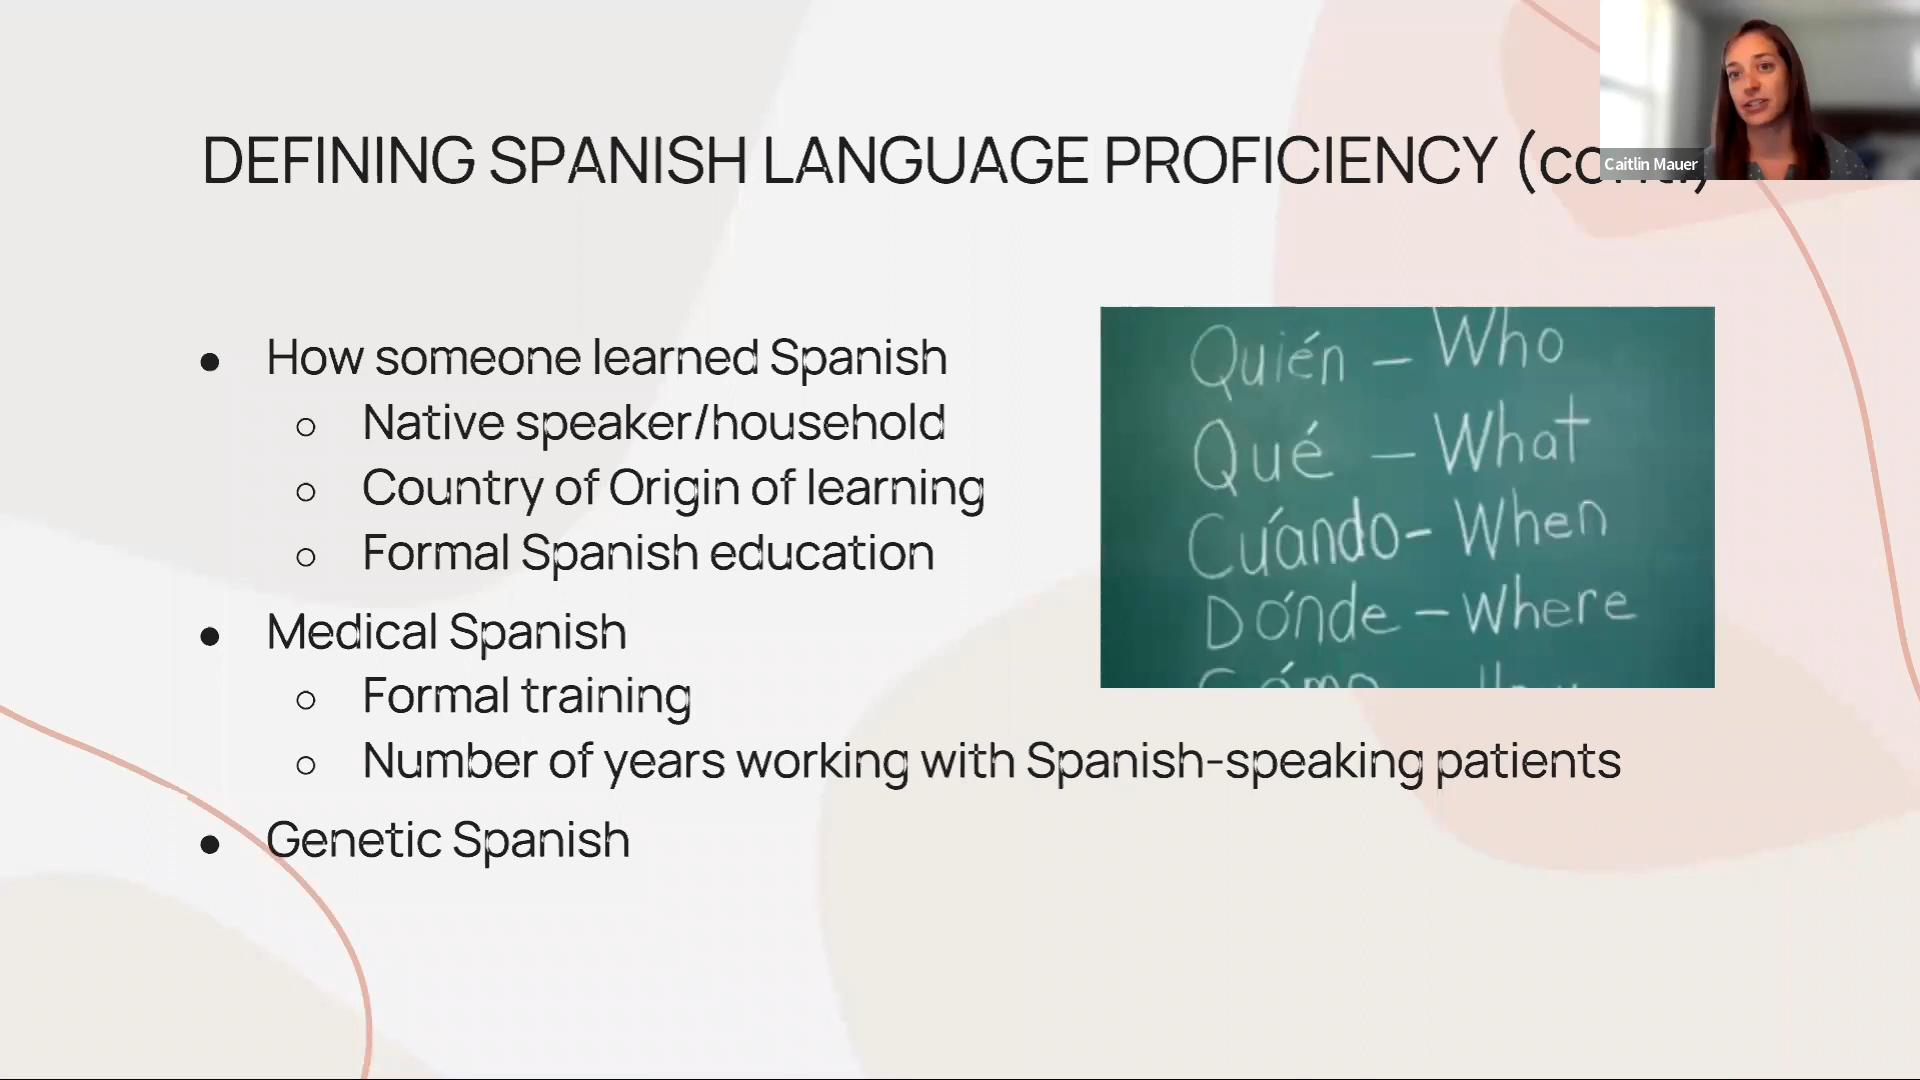 DEFINING SPANISH LANGUAGE PROFICIENCY
Caitlin Mauer
● How someone learned Spanish
○ Native speaker/household
○ Country of Origin of learning
○ Formal Spanish education
● Medical Spanish
○ Formal training
○ Number of years working with Spanish-speaking patients
● Genetic Spanish
Quién – Who
Qué – What
Cuándo – When
Dónde – Where